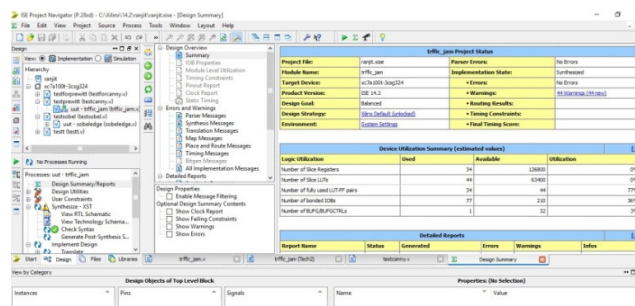 ISE Project Navigator (P.28xd) - C:\Xilinx\14.2\ranjit\ranjit.xise - [Design Summary]
File Edit View Project Source Process Tools Window Layout Help
Design
View: Implementation Simulation
Hierarchy
ranjit
xc7a100t-3csg324
testforprewitt (testforcanny.v)
testprewitt (testcanny.v)
uut - trffic_jam (trffic_jam.v)
testsobel (testsobel.v)
uut - sobeledge (sobeledge.v)
testt (testt.v)
No Processes Running
Processes: uut - trffic_jam
Design Summary/Reports
Design Utilities
User Constraints
Synthesize - XST
View RTL Schematic
View Technology Schema...
Check Syntax
Generate Post-Synthesis S...
Implement Design
Translate
Start Design Files Libraries
Design Overview
Summary
IOB Properties
Module Level Utilization
Timing Constraints
Pinout Report
Clock Report
Static Timing
Errors and Warnings
Parser Messages
Synthesis Messages
Translation Messages
Map Messages
Place and Route Messages
Timing Messages
Bitgen Messages
All Implementation Messages
Detailed Reports
Design Properties
Enable Message Filtering
Optional Design Summary Contents
Show Clock Report
Show Failing Constraints
Show Warnings
Show Errors
trffic_jam Project Status
Project File: ranjit.xise Parser Errors: No Errors
Module Name: trffic_jam Implementation State: Synthesized
Target Device: xc7a100t-3csg324 • Errors: No Errors
Product Version: ISE 14.2 • Warnings: 44 Warnings (44 new)
Design Goal: Balanced • Routing Results:
Design Strategy: Xilinx Default (unlocked) • Timing Constraints:
Environment: System Settings • Final Timing Score:
Device Utilization Summary (estimated values)
Logic Utilization Used Available Utilization
Number of Slice Registers 34 126800 0%
Number of Slice LUTs 44 63400 0%
Number of fully used LUT-FF pairs 34 44 77%
Number of bonded IOBs 77 210 36%
Number of BUFG/BUFGCTRLs 1 32 3%
Detailed Reports
Report Name Status Generated Errors Warnings Infos
trffic_jam.v trffic_jam (Tech2) testcanny.v Design Summary
View by Category
Design Objects of Top Level Block Properties: (No Selection)
Instances Pins Signals Name Value